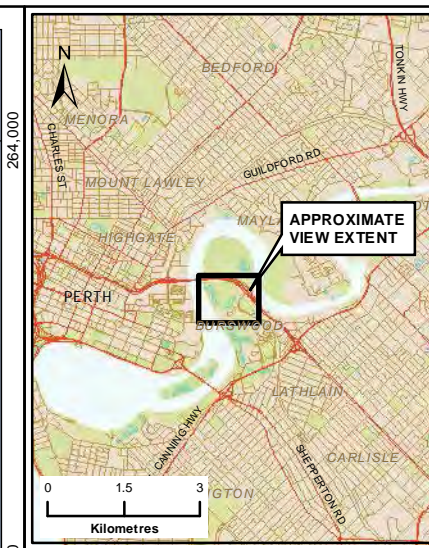 264,000
N
BEDFORD
TONKIN HWY
MENORA
CHARLES ST
GUILDFORD RD
MOUNT LAWLEY
MAYL
APPROXIMATE
VIEW EXTENT
HIGHGATE
PERTH
BURSWOOD
LATHLAIN
CANNING HWY
SHEPPERTON RD
CARLISLE
0 1.5 3
Kilometres
NGTON